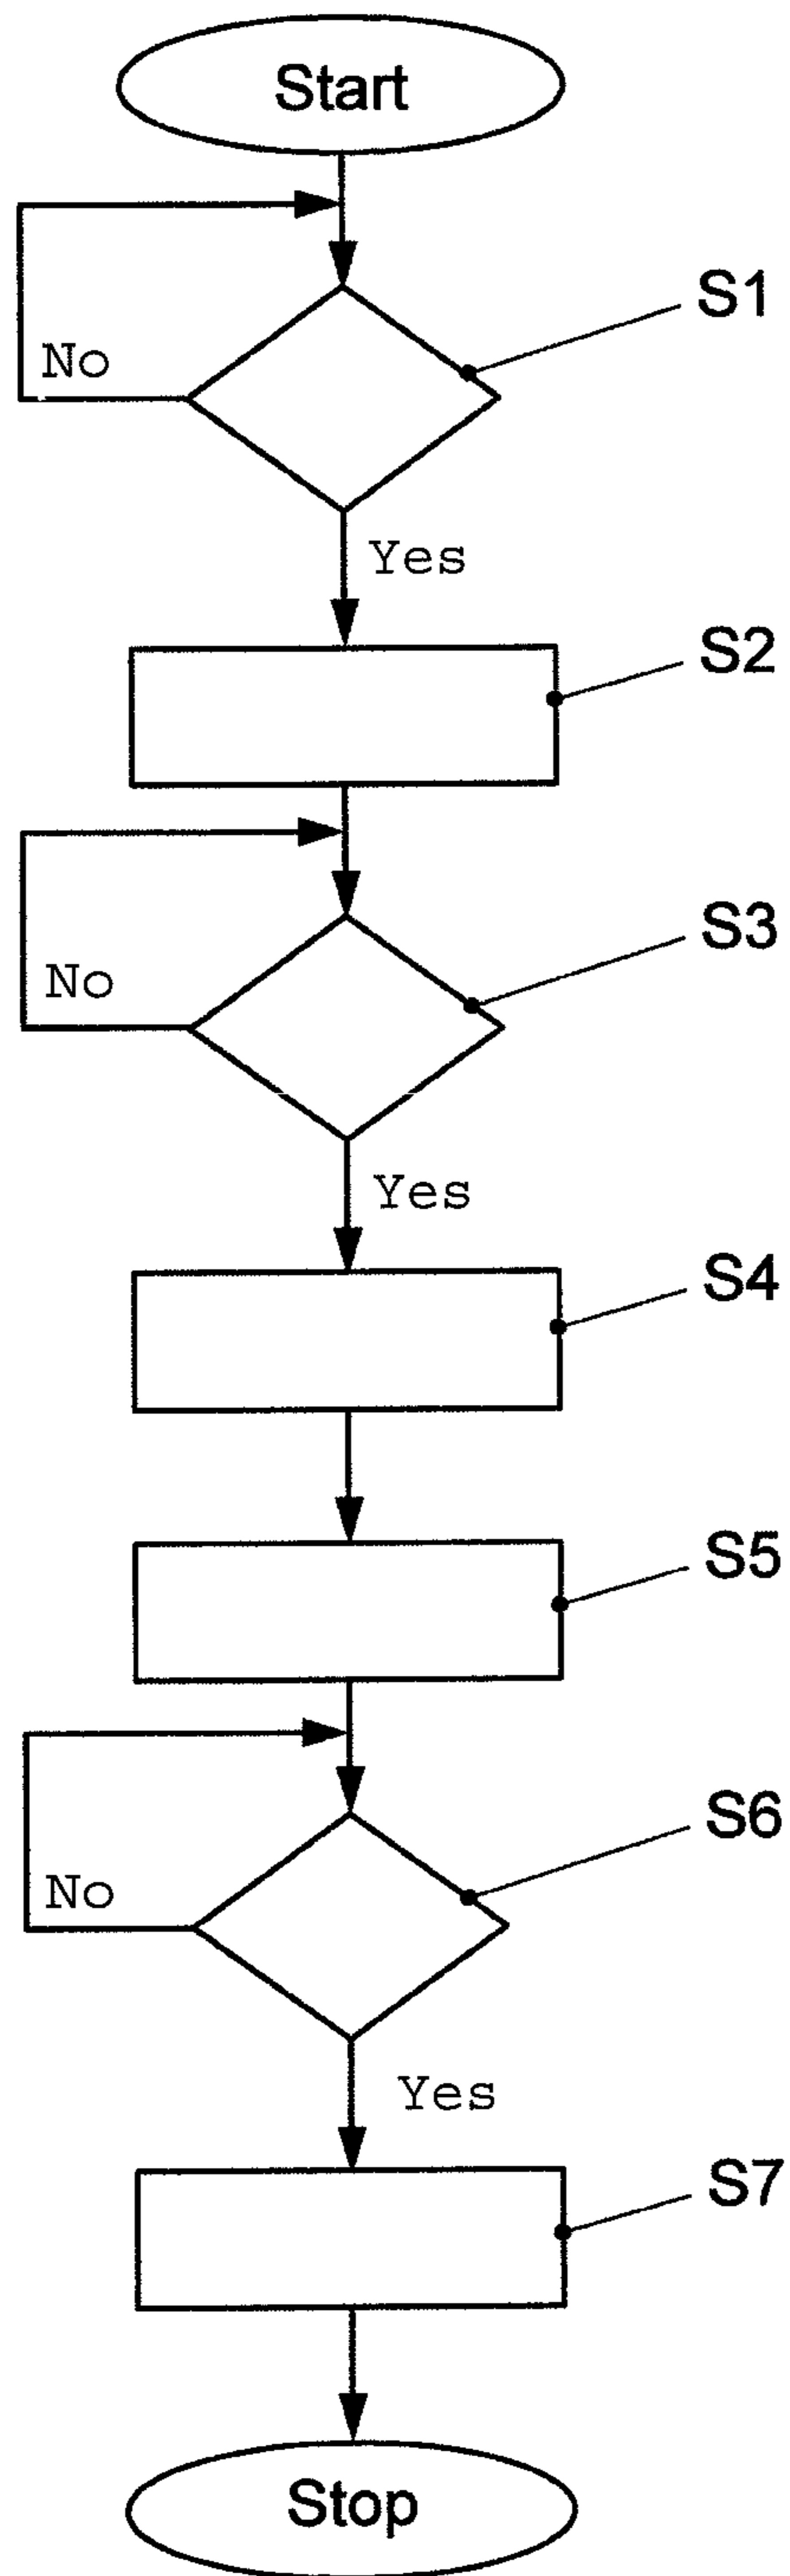 Start
S1
No
Yes
S2
S3
No
Yes
S4
S5
S6
No
Yes
S7
Stop